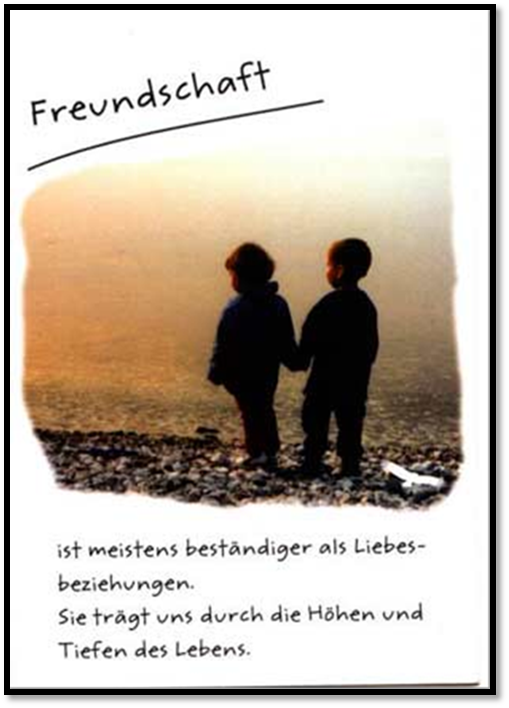 Freundschaft
ist meistens beständiger als Liebes-
beziehungen.
Sie trägt uns durch die Höhen und
Tiefen des Lebens.